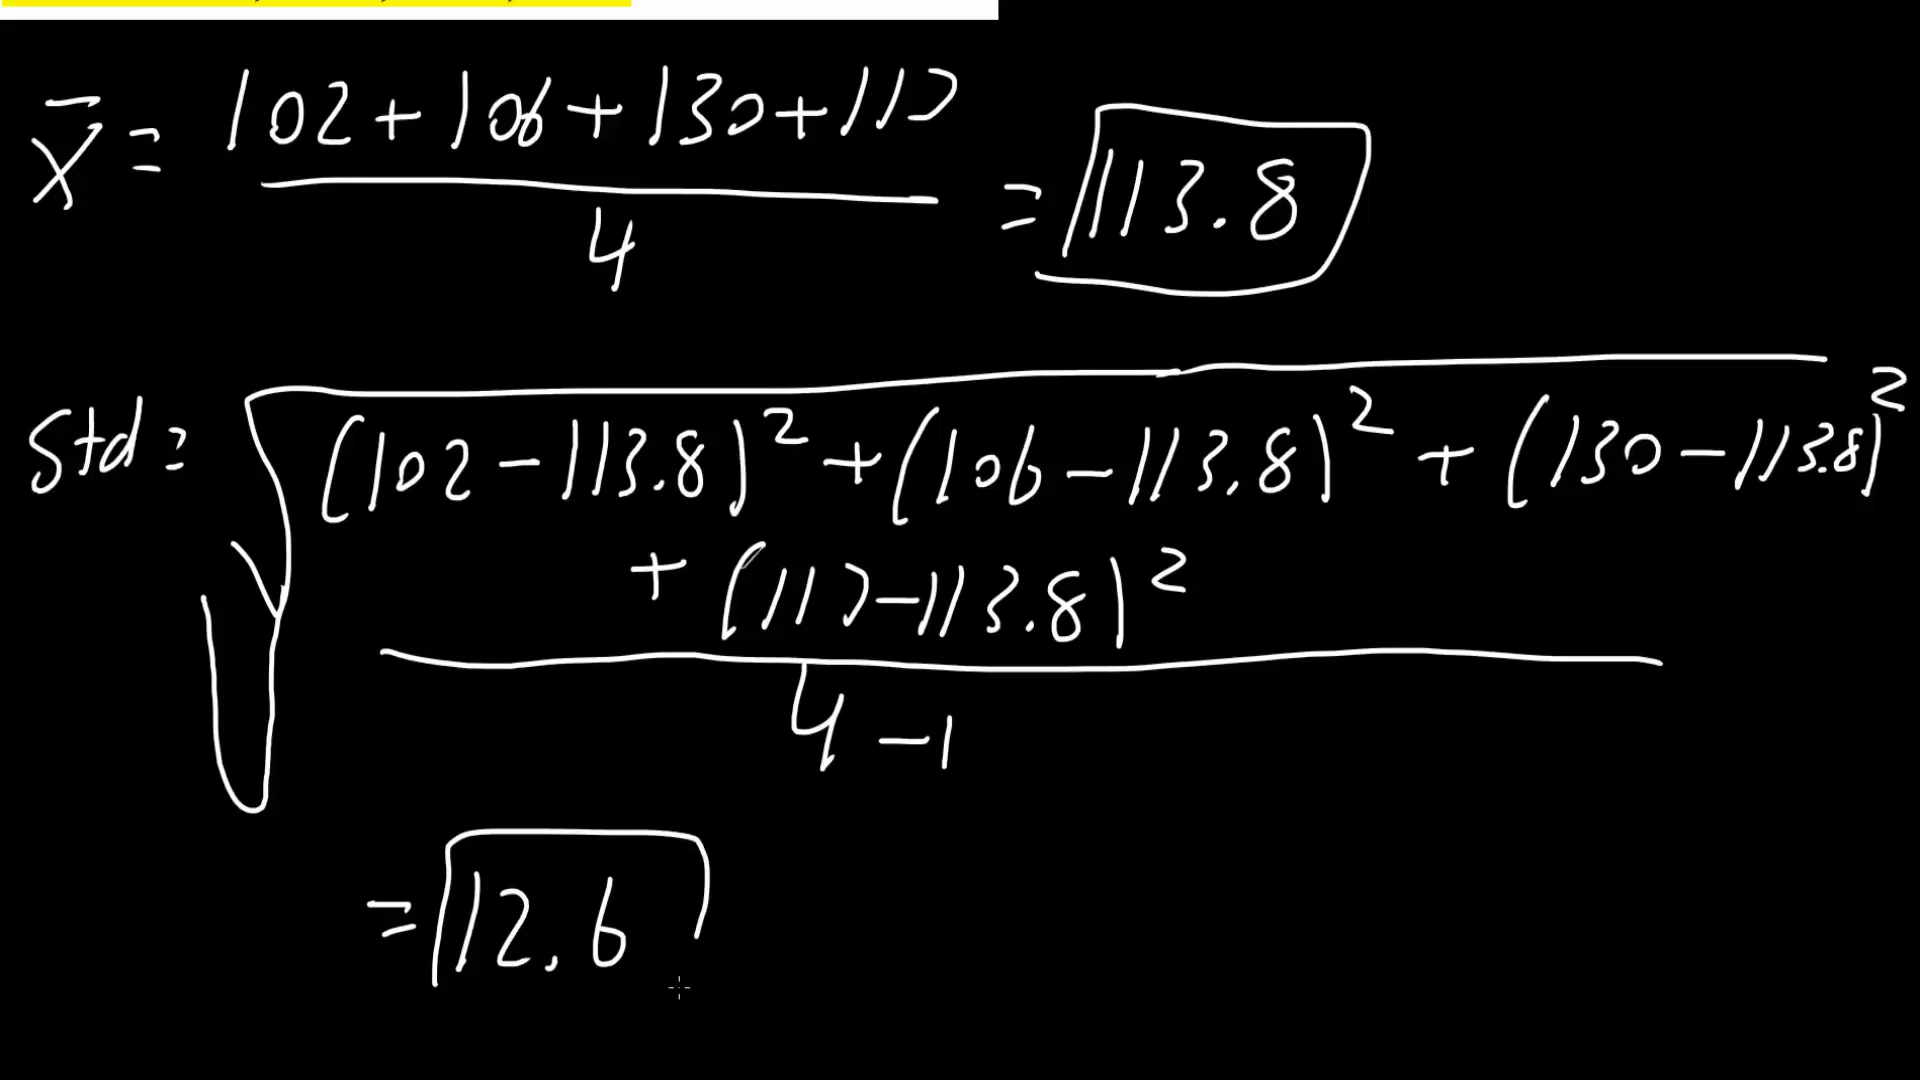 x̄ = (102 + 106 + 130 + 117) / 4 = 113.8
Std = √(((102 - 113.8)² + (106 - 113.8)² + (130 - 113.8)²
+ (117 - 113.8)²) / (4 - 1))
= 12.6